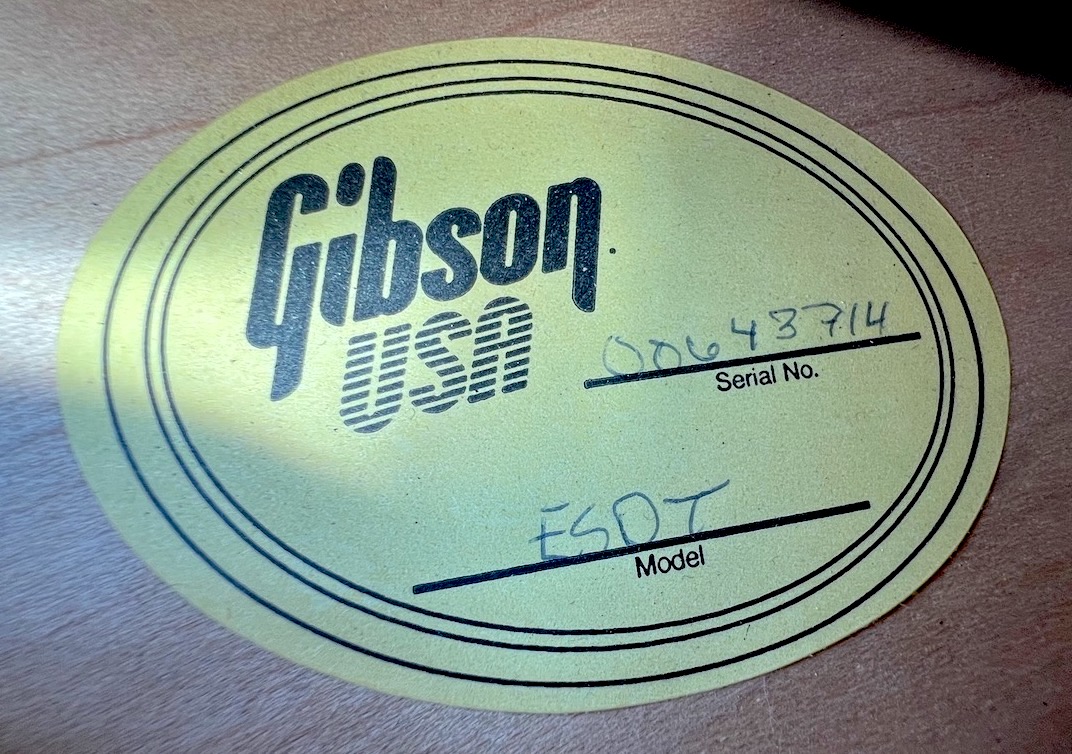 Gibson
USA
00643714
Serial No.
ESDT
Model